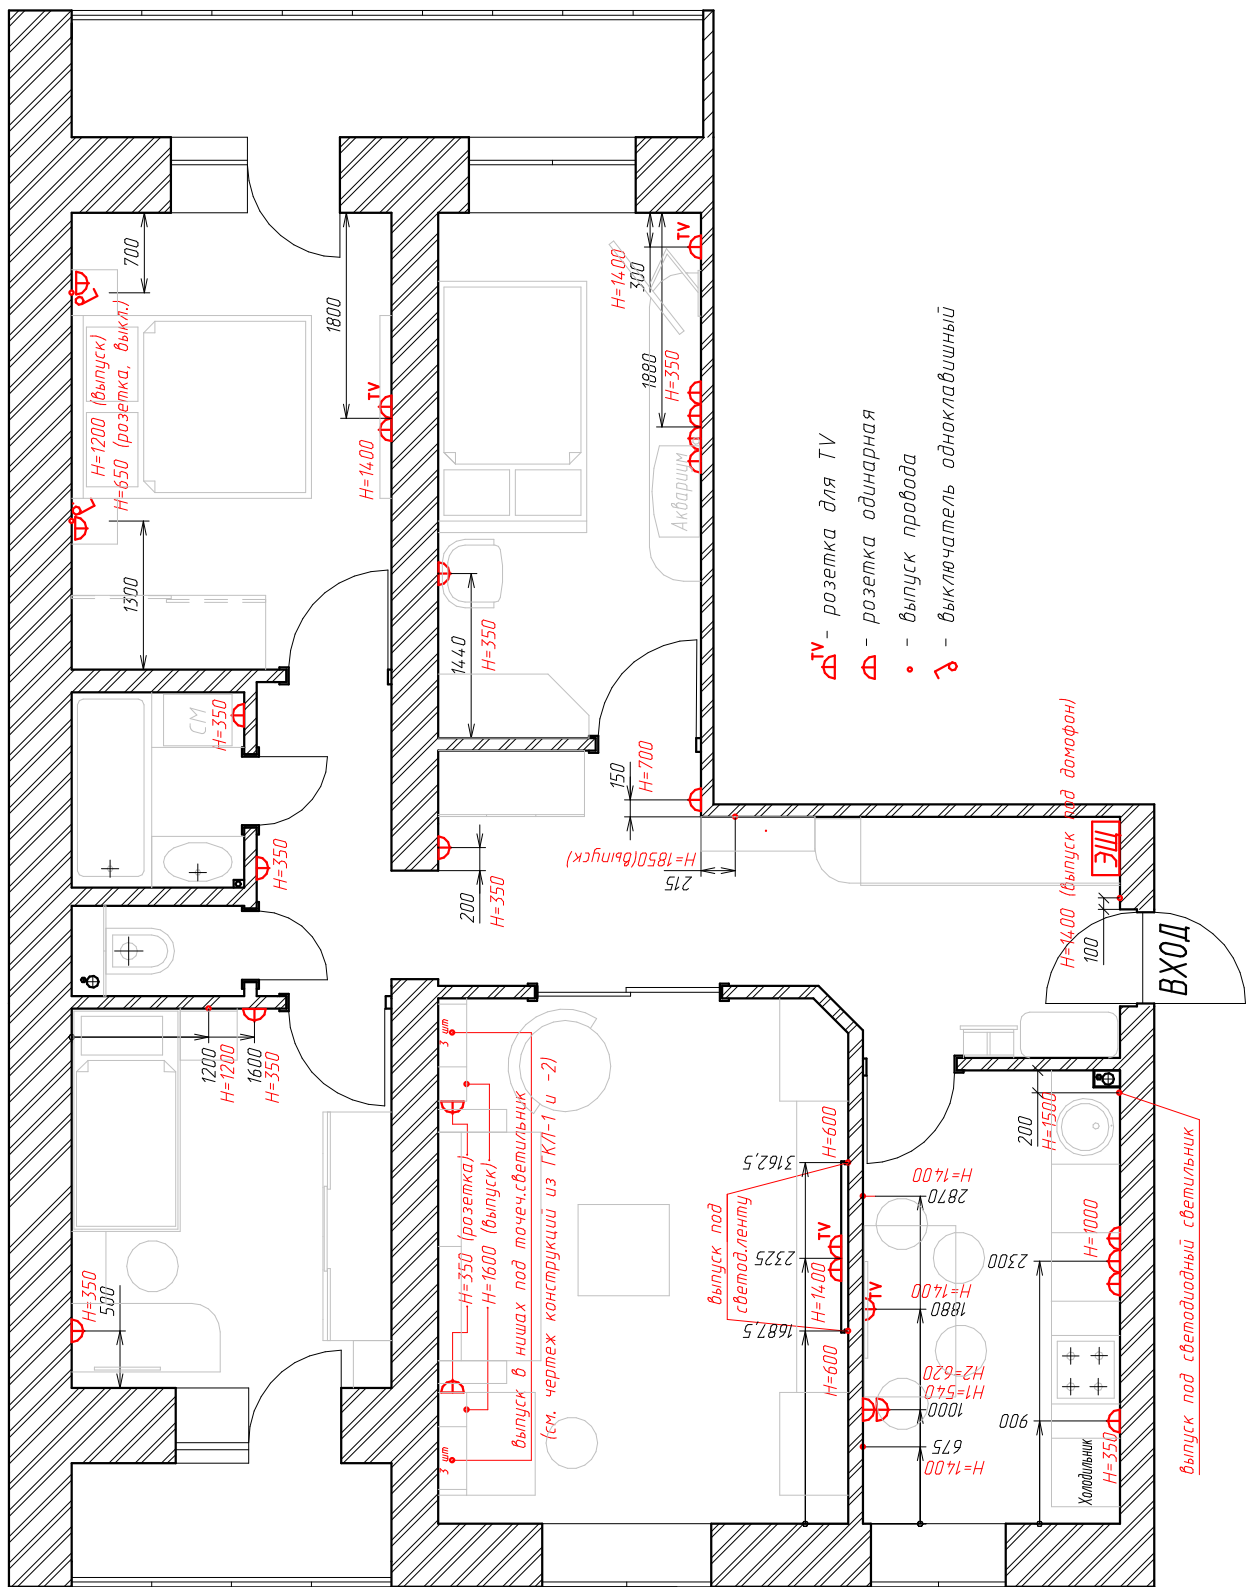 700
H=1200 (выпуск)
H=650 (розетка, выкл.)
1300
1800
TV
H=1400
H=1400
300
TV
1880
H=350
Аквариум
1440
H=350
СМ
H=350
H=350
150
H=700
H=1850(выпуск)
215
200
H=350
TV
- розетка для TV
- розетка одинарная
- выпуск провода
- выключатель одноклавишный
H=1400 (выпуск под домофон)
ЩЕ
100
ВХОД
1200
H=1200
1600
H=350
H=350
500
3 шт
H=350 (розетка)
H=1600 (выпуск)
3 шт
выпуск в нишах под точеч.светильник
(см. чертеж конструкций из ГКЛ-1 и -2)
выпуск под
светод.ленту
H=600
3162,5
TV
2325
H=1400
1687,5
H=600
H=1400
2870
TV
H=1400
1880
H2=620
H1=540
1000
675
H=1400
200
H=1500
H=1000
2300
900
H=350
Холодильник
выпуск под светодиодный светильник